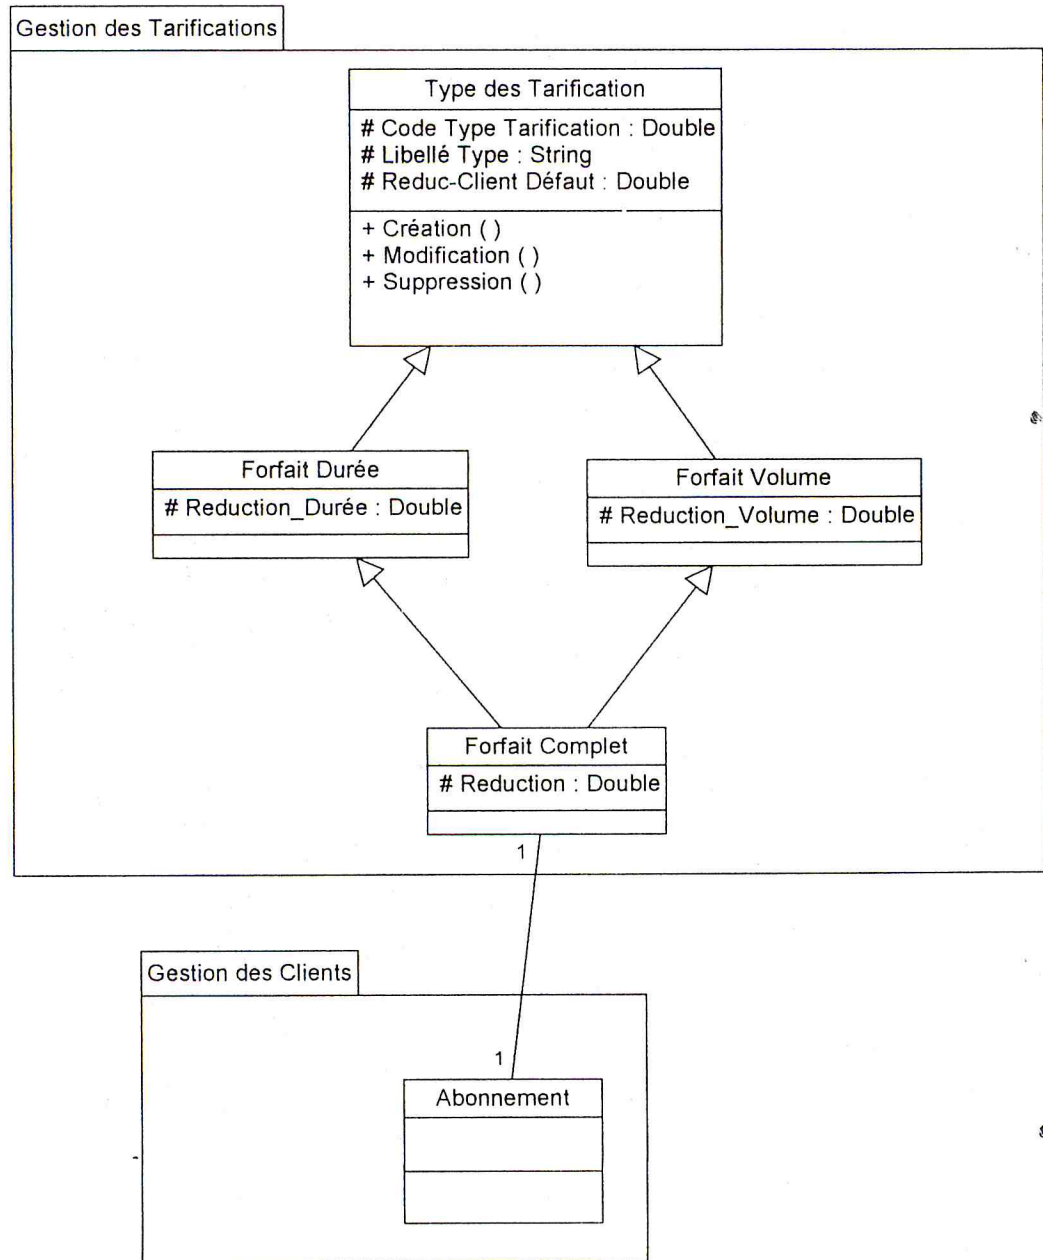 Gestion des Tarifications
Type des Tarification
# Code Type Tarification : Double
# Libellé Type : String
# Reduc-Client Défaut : Double
+ Création ( )
+ Modification ( )
+ Suppression ( )
Forfait Durée
# Reduction_Durée : Double
Forfait Volume
# Reduction_Volume : Double
Forfait Complet
# Reduction : Double
1
Gestion des Clients
1
Abonnement